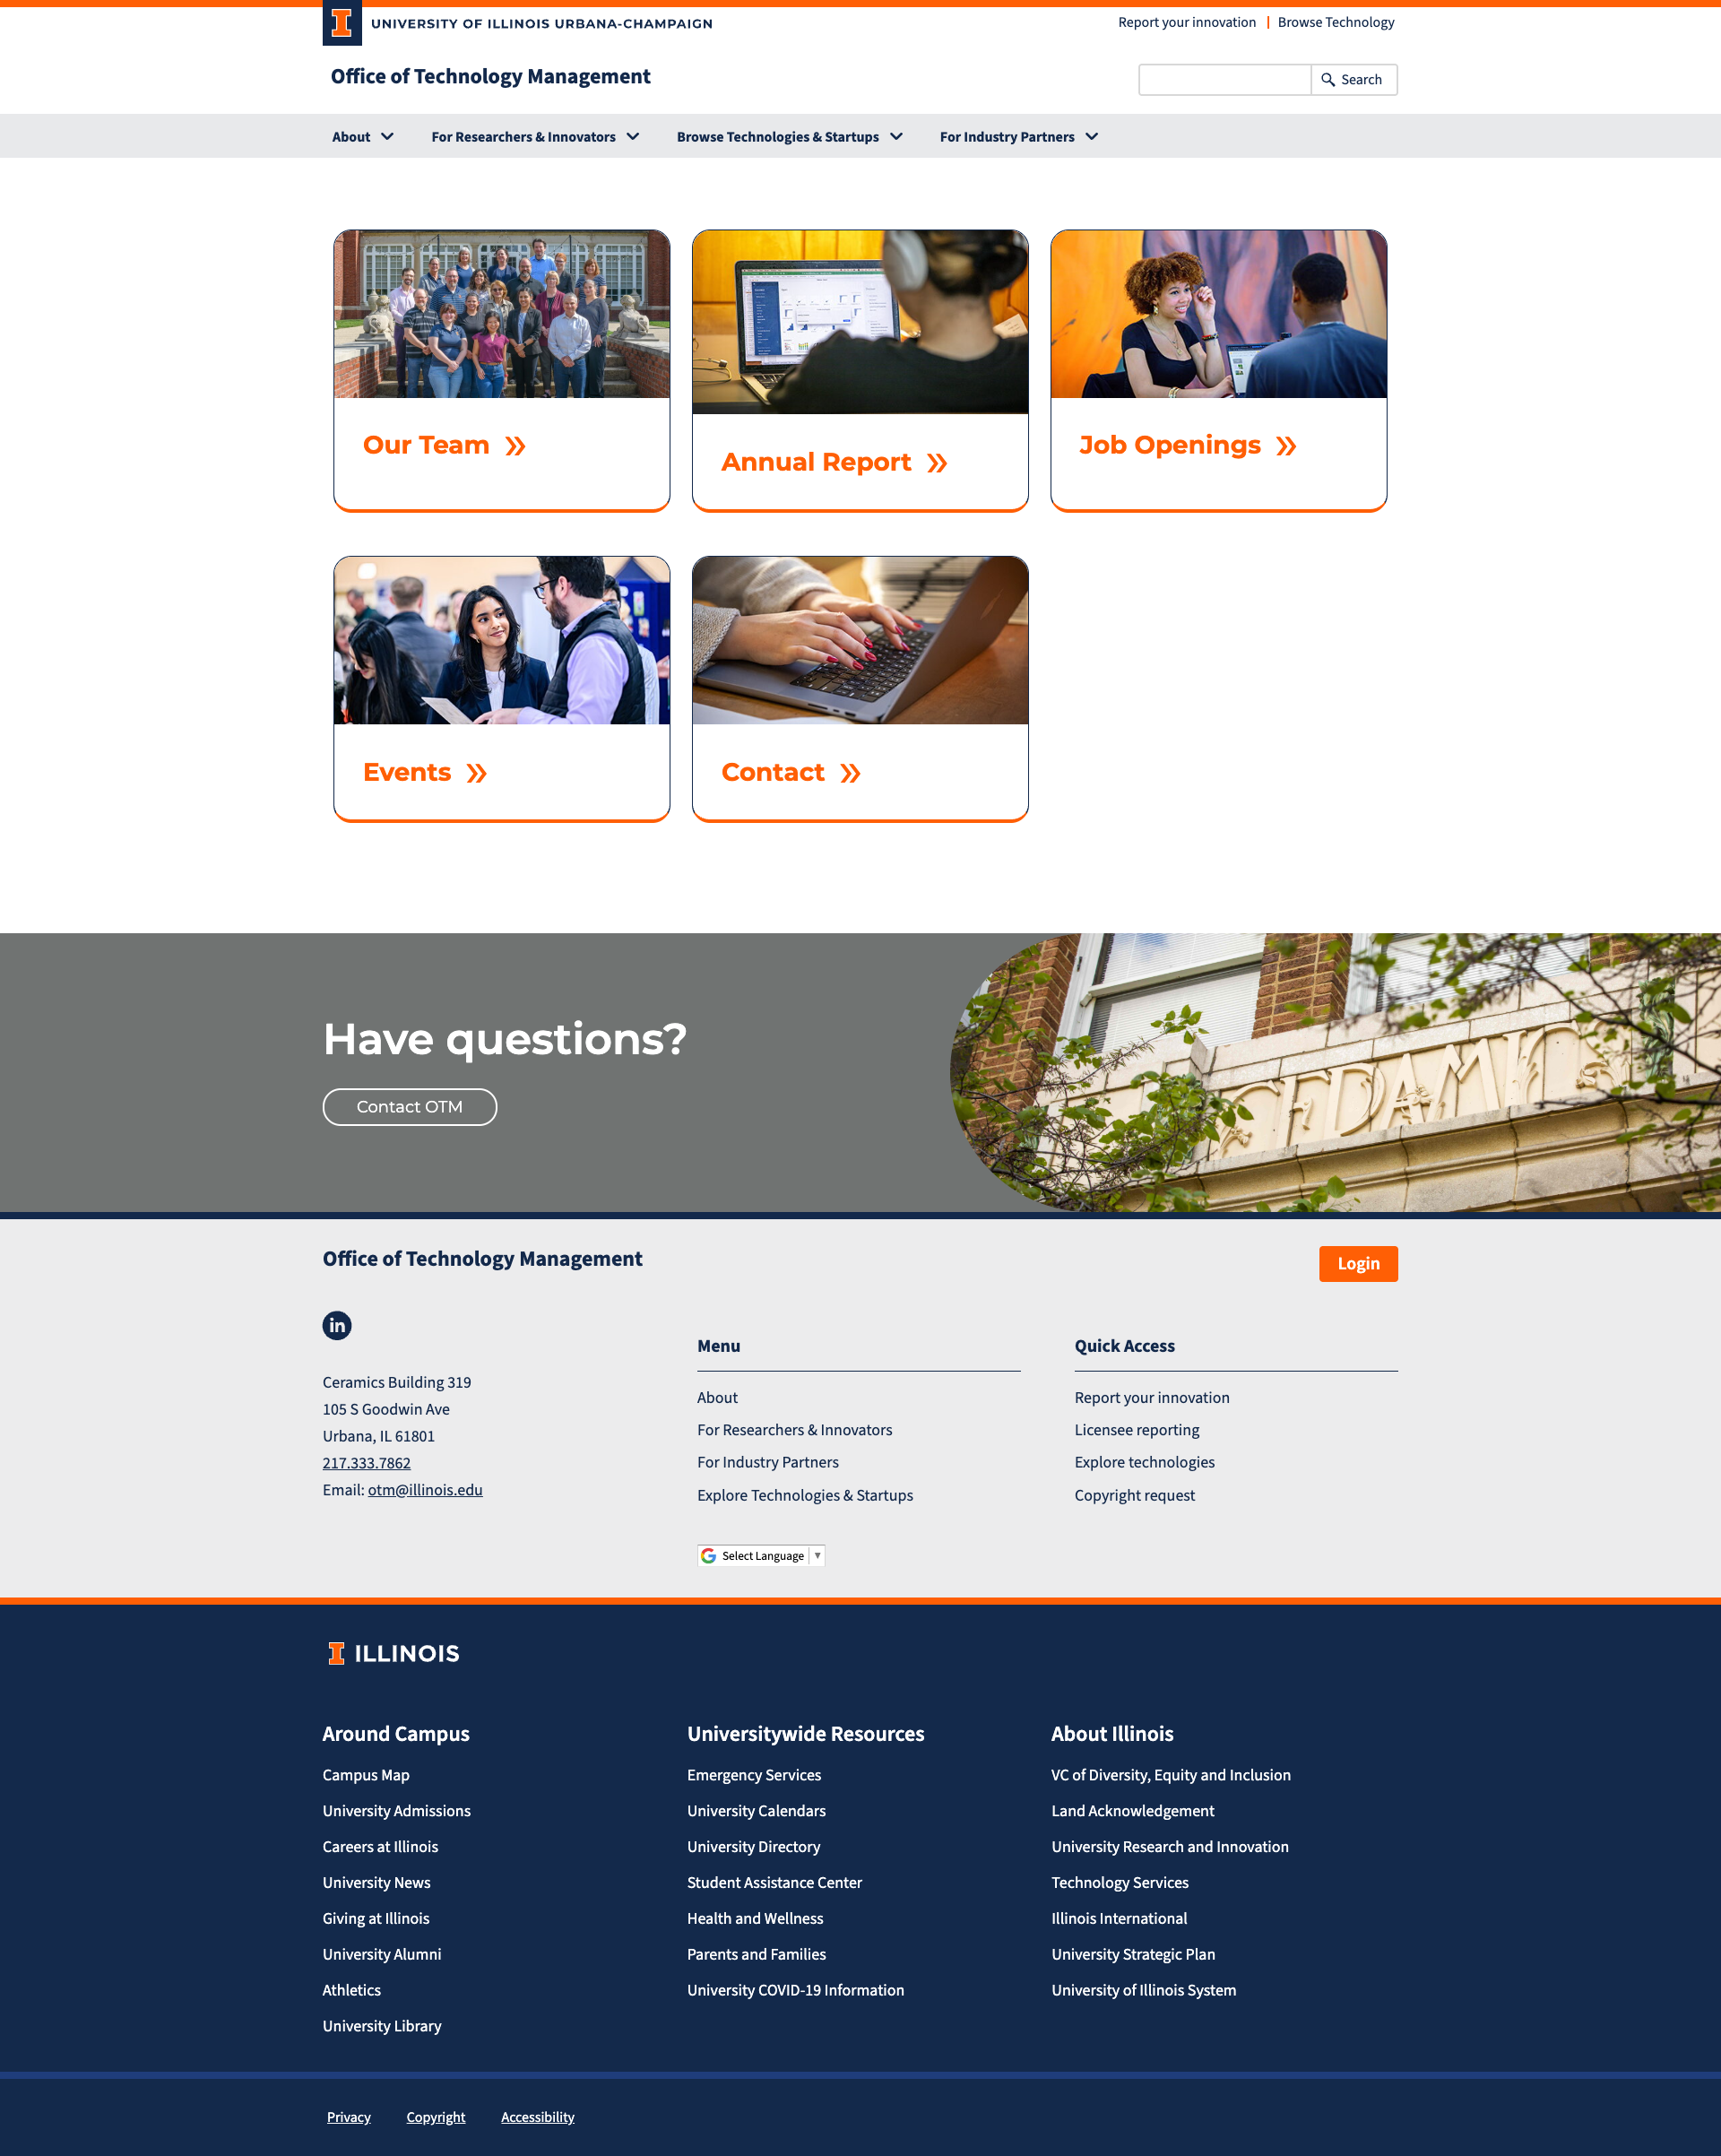 UNIVERSITY OF ILLINOIS URBANA-CHAMPAIGN
Report your innovation
Browse Technology
Office of Technology Management
Search
About
For Researchers & Innovators
Browse Technologies & Startups
For Industry Partners
Our Team »
Annual Report »
Job Openings »
Events »
Contact »
Have questions?
Contact OTM
Office of Technology Management
Login
in
Ceramics Building 319
105 S Goodwin Ave
Urbana, IL 61801
217.333.7862
Email: otm@illinois.edu
Menu
About
For Researchers & Innovators
For Industry Partners
Explore Technologies & Startups
Select Language ▼
Quick Access
Report your innovation
Licensee reporting
Explore technologies
Copyright request
ILLINOIS
Around Campus
Campus Map
University Admissions
Careers at Illinois
University News
Giving at Illinois
University Alumni
Athletics
University Library
Universitywide Resources
Emergency Services
University Calendars
University Directory
Student Assistance Center
Health and Wellness
Parents and Families
University COVID-19 Information
About Illinois
VC of Diversity, Equity and Inclusion
Land Acknowledgement
University Research and Innovation
Technology Services
Illinois International
University Strategic Plan
University of Illinois System
Privacy
Copyright
Accessibility